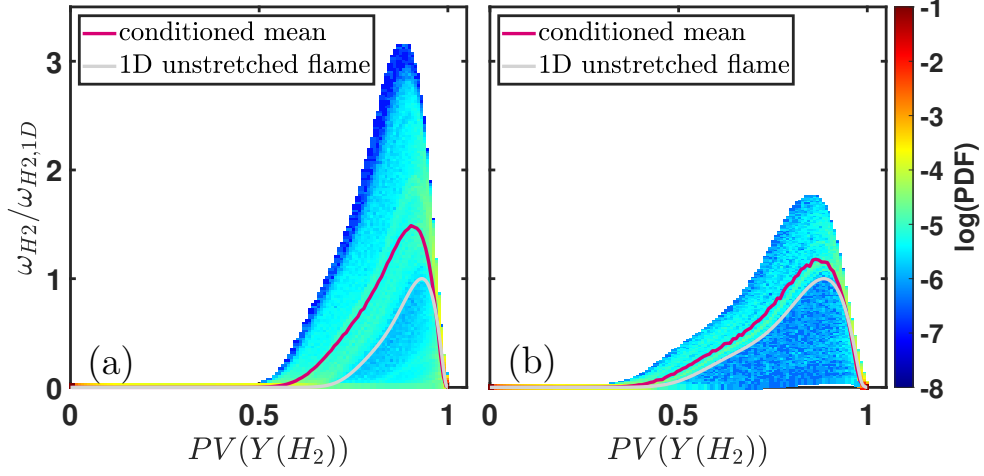 conditioned mean
1D unstretched flame
conditioned mean
1D unstretched flame
ω_{H2}/ω_{H2,1D}
3
2
1
0
(a)
(b)
0
0.5
1
0
0.5
1
PV(Y(H_2))
PV(Y(H_2))
-1
-2
-3
-4
-5
-6
-7
-8
log(PDF)